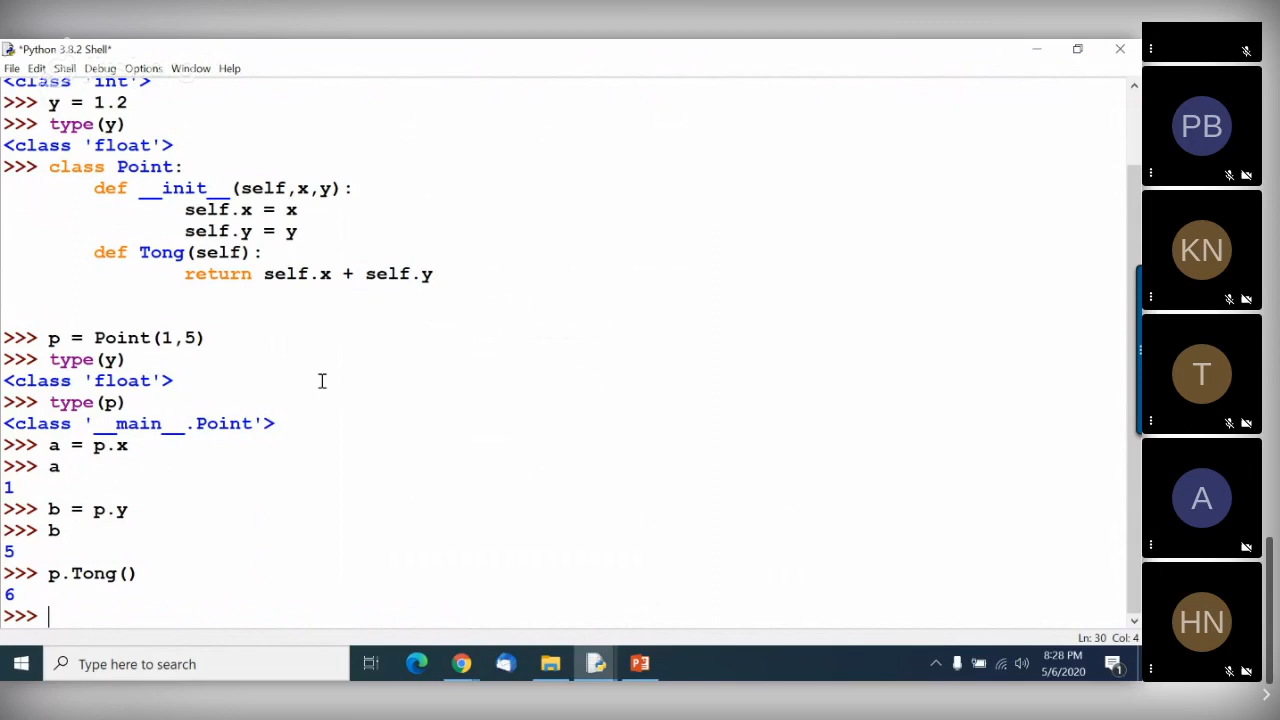 *Python 3.8.2 Shell*
File Edit Shell Debug Options Window Help
<class 'int'>
>>> y = 1.2
>>> type(y)
<class 'float'>
>>> class Point:
def __init__(self,x,y):
self.x = x
self.y = y
def Tong(self):
return self.x + self.y
>>> p = Point(1,5)
>>> type(y)
<class 'float'>
>>> type(p)
<class '__main__.Point'>
>>> a = p.x
>>> a
1
>>> b = p.y
>>> b
5
>>> p.Tong()
6
>>>
Ln: 30 Col: 4
Type here to search
8:28 PM
5/6/2020
1
PB
KN
T
A
HN